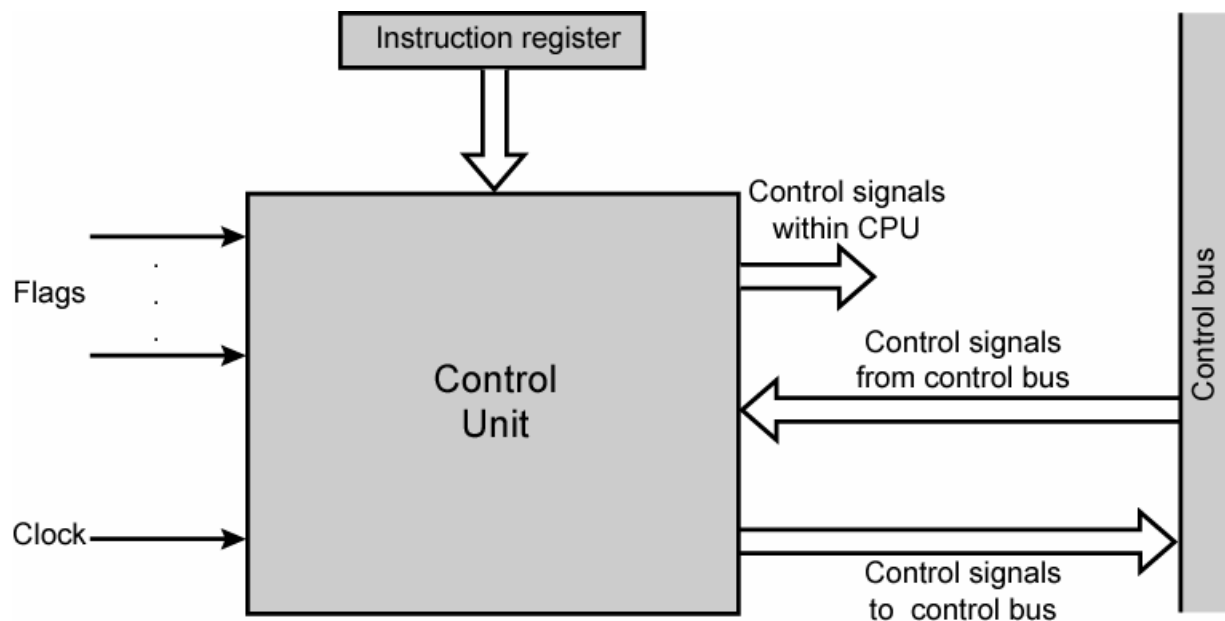 Instruction register
Control signals
within CPU
Flags
Control bus
Control signals
from control bus
Control
Unit
Clock
Control signals
to control bus